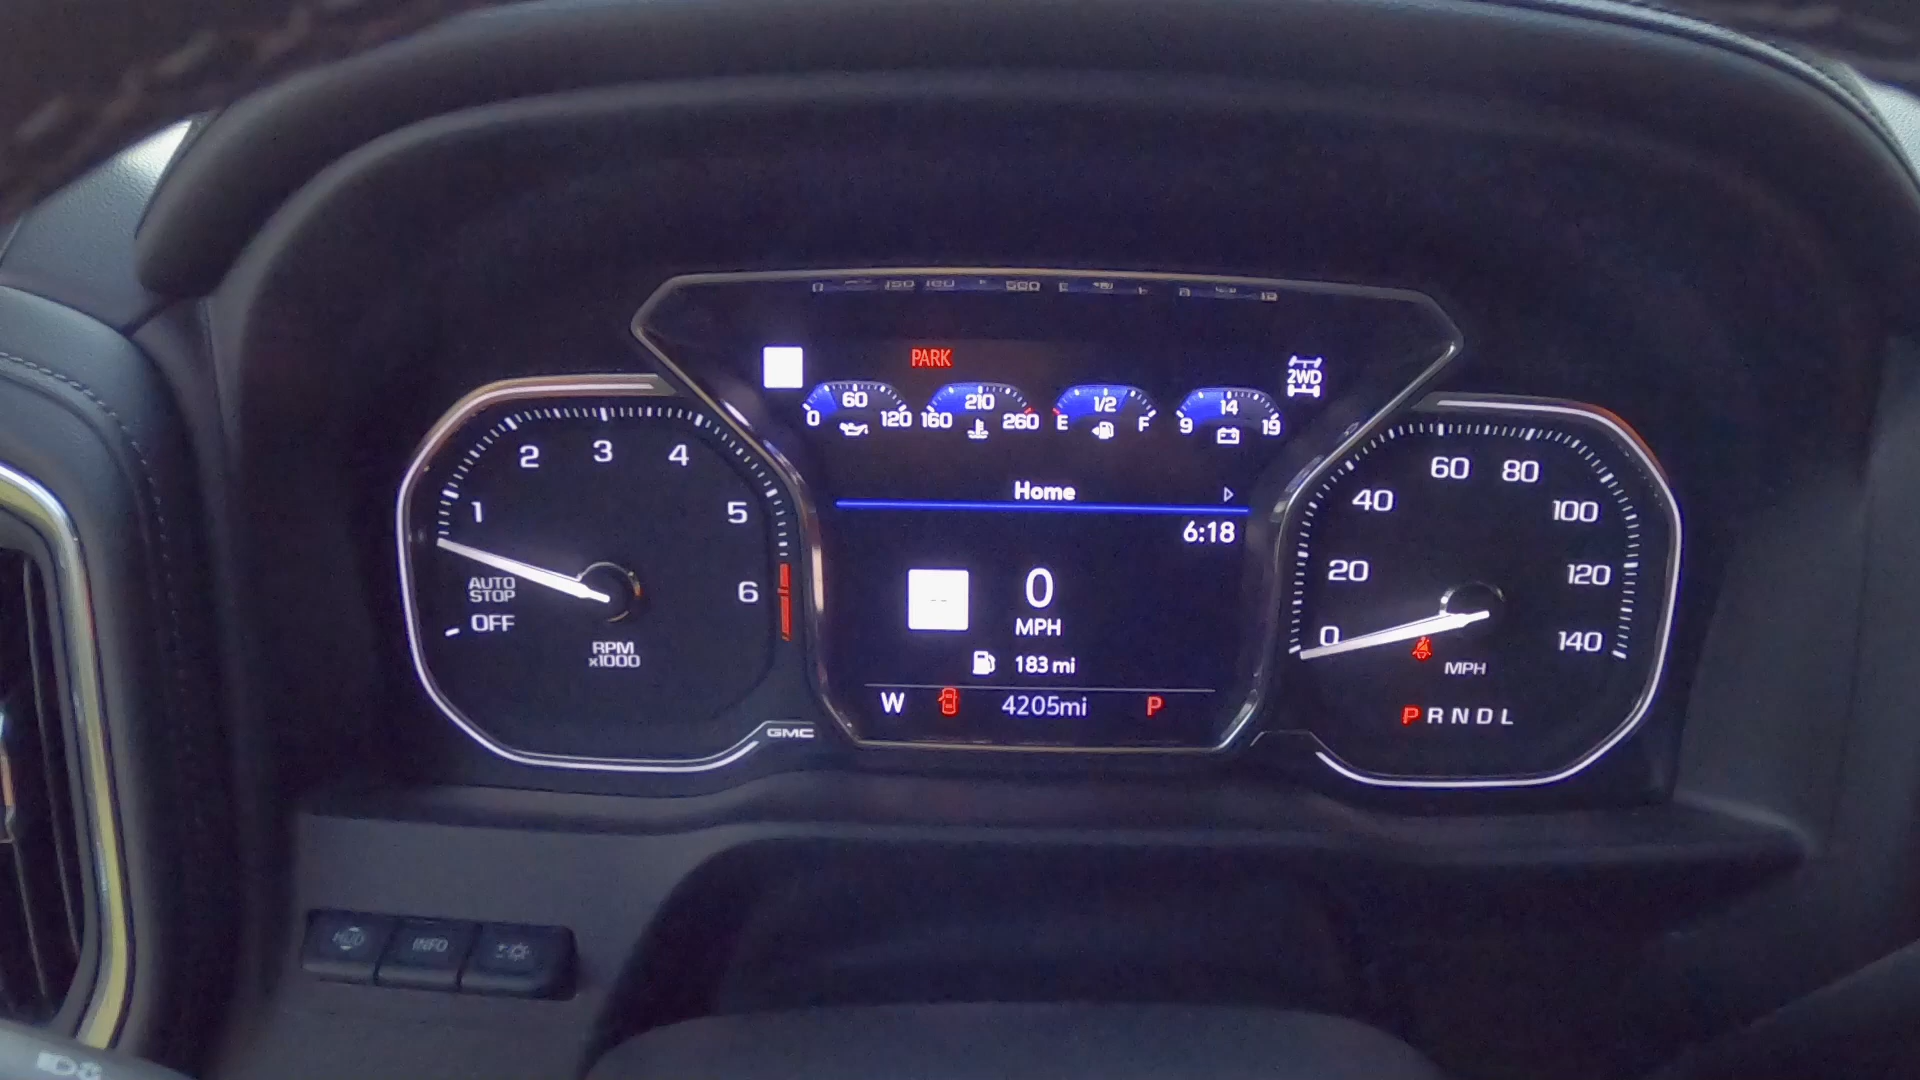 PARK
2WD
0 60 120
160 210 260
E 1/2 F
9 14 19
Home
6:18
0
MPH
183 mi
W 4205mi P
1 2 3 4 5 6
AUTO
STOP
OFF
RPM
x1000
GMC
0 20 40 60 80 100 120 140
MPH
P R N D L
HUD INFO